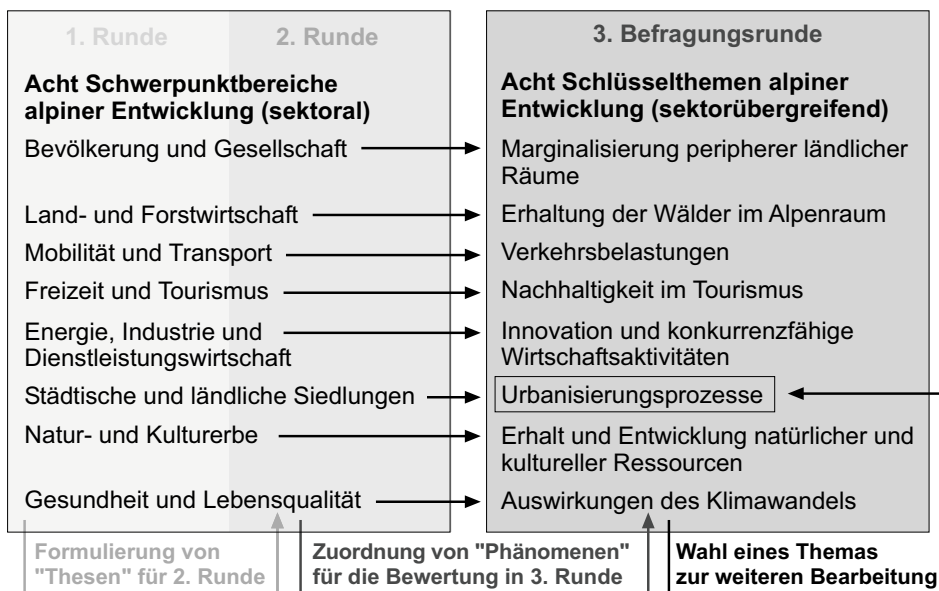 1. Runde
2. Runde
Acht Schwerpunktbereiche
alpiner Entwicklung (sektoral)
Bevölkerung und Gesellschaft
Land- und Forstwirtschaft
Mobilität und Transport
Freizeit und Tourismus
Energie, Industrie und
Dienstleistungswirtschaft
Städtische und ländliche Siedlungen
Natur- und Kulturerbe
Gesundheit und Lebensqualität
3. Befragungsrunde
Acht Schlüsselthemen alpiner
Entwicklung (sektorübergreifend)
Marginalisierung peripherer ländlicher
Räume
Erhaltung der Wälder im Alpenraum
Verkehrsbelastungen
Nachhaltigkeit im Tourismus
Innovation und konkurrenzfähige
Wirtschaftsaktivitäten
Urbanisierungsprozesse
Erhalt und Entwicklung natürlicher und
kultureller Ressourcen
Auswirkungen des Klimawandels
Formulierung von
"Thesen" für 2. Runde
Zuordnung von "Phänomenen"
für die Bewertung in 3. Runde
Wahl eines Themas
zur weiteren Bearbeitung